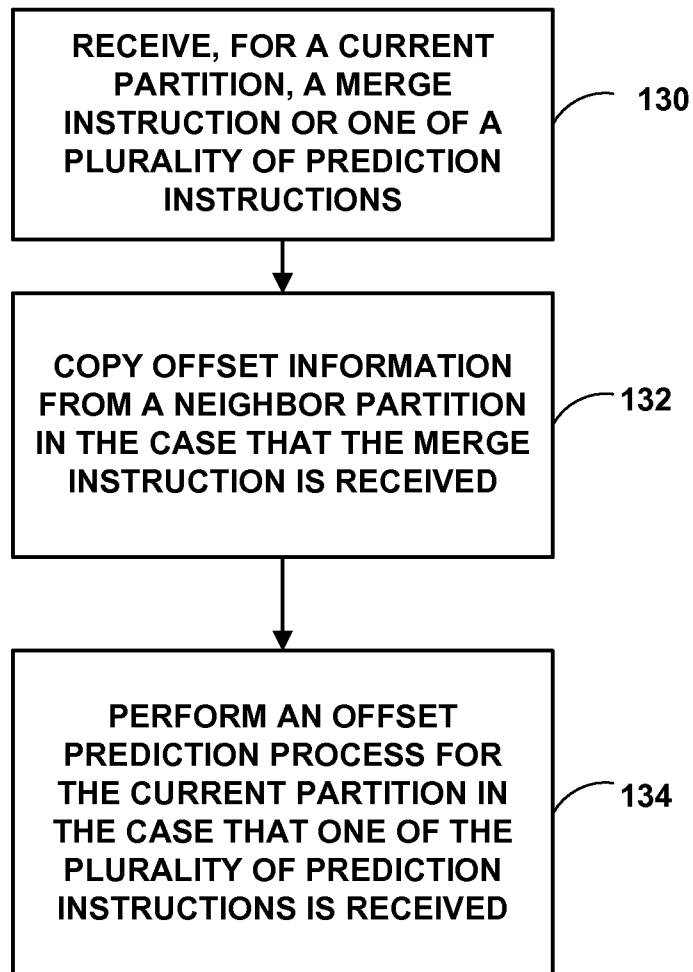 RECEIVE, FOR A CURRENT
PARTITION, A MERGE
INSTRUCTION OR ONE OF A
PLURALITY OF PREDICTION
INSTRUCTIONS
130
COPY OFFSET INFORMATION
FROM A NEIGHBOR PARTITION
IN THE CASE THAT THE MERGE
INSTRUCTION IS RECEIVED
132
PERFORM AN OFFSET
PREDICTION PROCESS FOR
THE CURRENT PARTITION IN
THE CASE THAT ONE OF THE
PLURALITY OF PREDICTION
INSTRUCTIONS IS RECEIVED
134